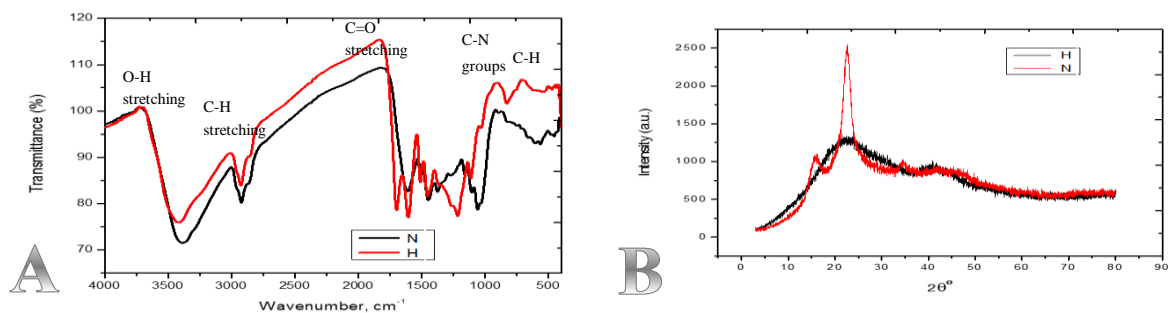 C=O
stretching
C-N
groups
C-H
O-H
stretching
C-H
stretching
Transmittance (%)
120
110
100
90
80
70
N
H
4000
3500
3000
2500
2000
1500
1000
500
Wavenumber, cm⁻¹
A
Intensity (a.u.)
2500
2000
1500
1250
1000
750
500
0
H
N
0
10
20
30
40
50
60
70
80
90
2θ°
B